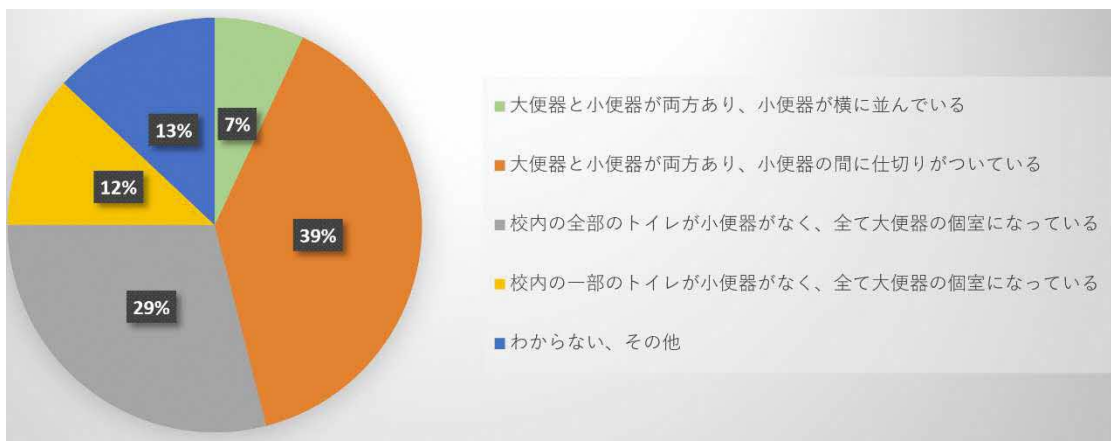 13%
7%
12%
39%
29%
大便器と小便器が両方あり、小便器が横に並んでいる
大便器と小便器が両方あり、小便器の間に仕切りがついている
校内の全部のトイレが小便器がなく、全て大便器の個室になっている
校内の一部のトイレが小便器がなく、全て大便器の個室になっている
わからない、その他